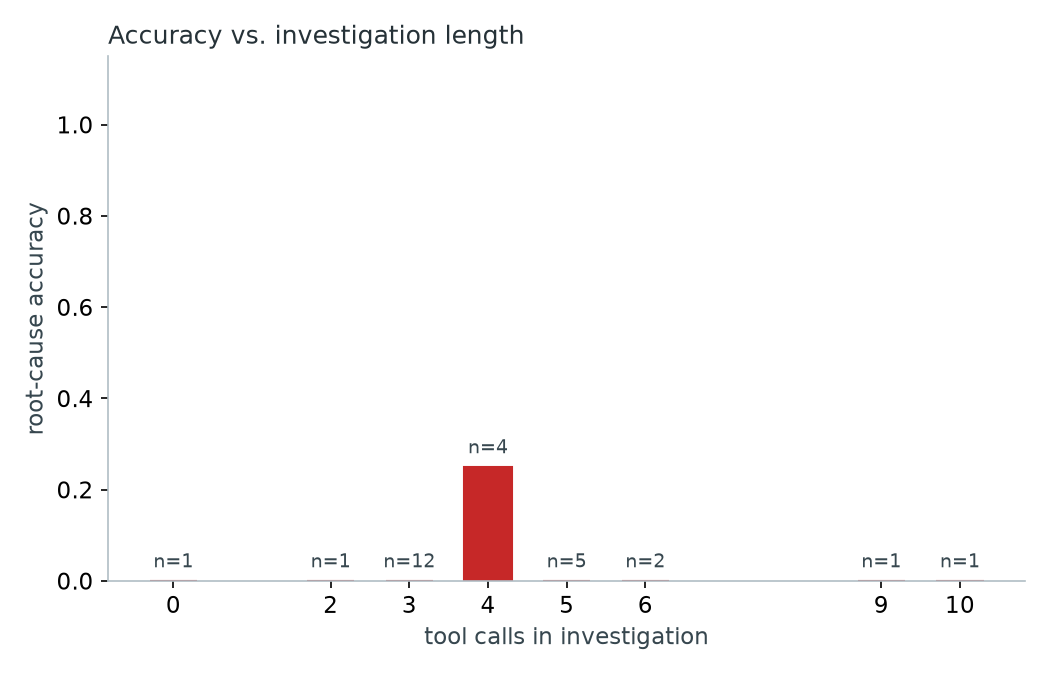 Accuracy vs. investigation length
root-cause accuracy
1.0
0.8
0.6
0.4
0.2
0.0
n=1
n=1
n=12
n=4
n=5
n=2
n=1
n=1
0 2 3 4 5 6 9 10
tool calls in investigation